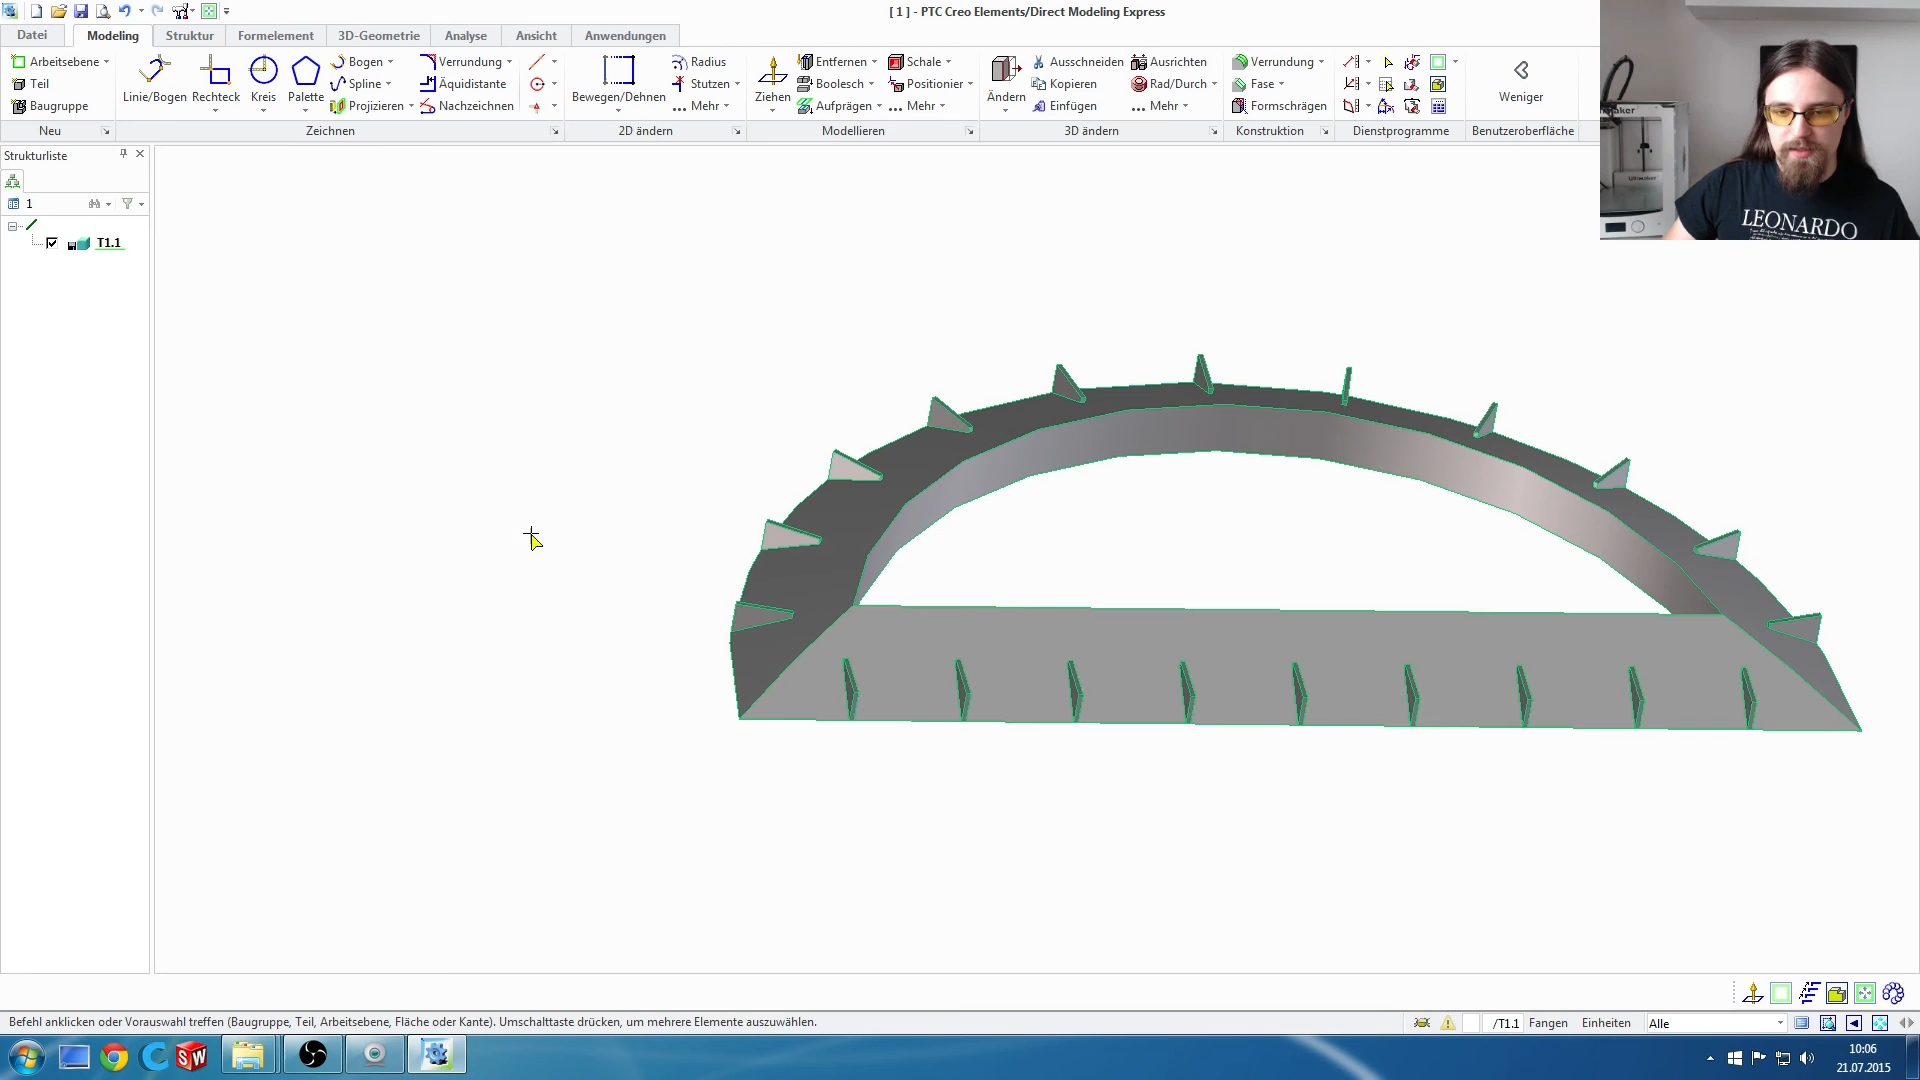 [ 1 ] - PTC Creo Elements/Direct Modeling Express
Datei Modeling Struktur Formelement 3D-Geometrie Analyse Ansicht Anwendungen
Arbeitsebene
Teil
Baugruppe
Neu
Linie/Bogen Rechteck Kreis Palette
Bogen
Spline
Projizieren
Verrundung
Äquidistante
Nachzeichnen
Zeichnen
Bewegen/Dehnen
Radius
Stutzen
Mehr
2D ändern
Ziehen
Entfernen
Boolesch
Aufprägen
Schale
Positionier
Mehr
Modellieren
Ändern
Ausschneiden
Kopieren
Einfügen
Ausrichten
Rad/Durch
Mehr
3D ändern
Verrundung
Fase
Formschrägen
Konstruktion
Dienstprogramme
Weniger
Benutzeroberfläche
Strukturliste
1
T1.1
Ultimaker
LEONARDO
Befehl anklicken oder Vorauswahl treffen (Baugruppe, Teil, Arbeitsebene, Fläche oder Kante). Umschalttaste drücken, um mehrere Elemente auszuwählen.
/T1.1 Fangen Einheiten Alle
SW
10:06
21.07.2015